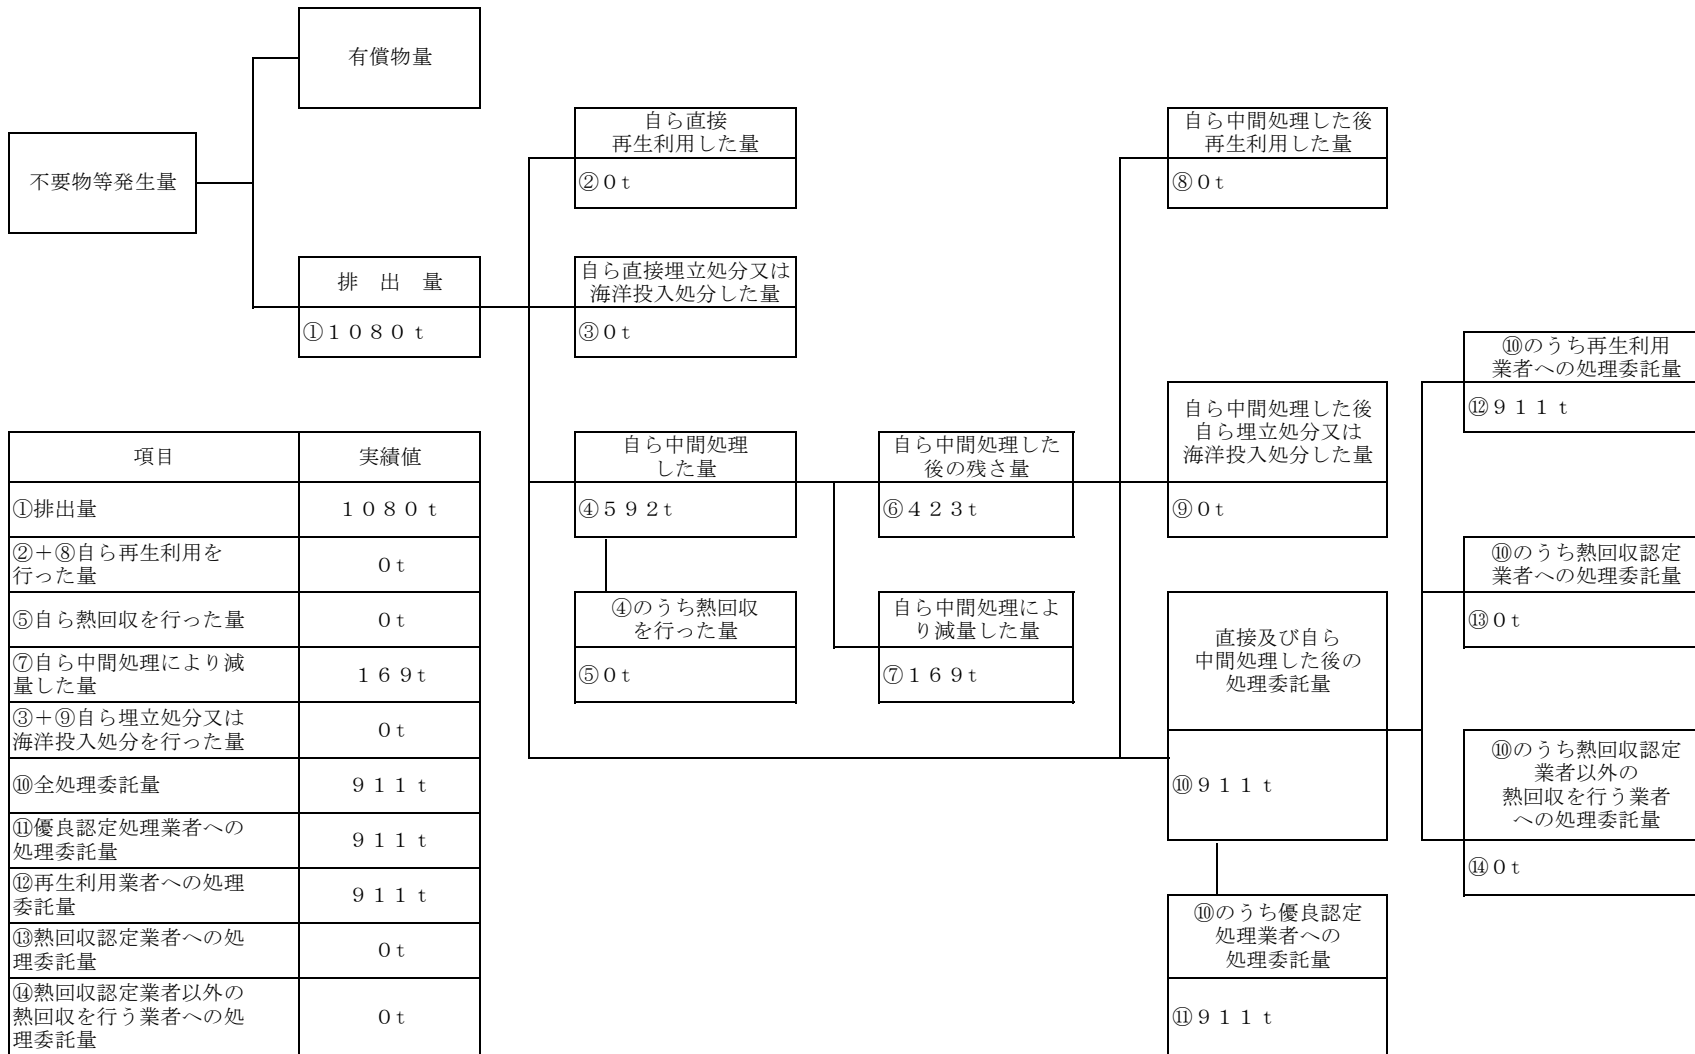 有償物量
不要物等発生量
排　出　量
①１０８０ｔ
自ら直接
再生利用した量
②０ｔ
自ら直接埋立処分又は
海洋投入処分した量
③０ｔ
自ら中間処理
した量
④５９２ｔ
④のうち熱回収
を行った量
⑤０ｔ
自ら中間処理した
後の残さ量
⑥４２３ｔ
自ら中間処理によ
り減量した量
⑦１６９ｔ
自ら中間処理した後
再生利用した量
⑧０ｔ
自ら中間処理した後
自ら埋立処分又は
海洋投入処分した量
⑨０ｔ
直接及び自ら
中間処理した後の
処理委託量
⑩９１１ｔ
⑩のうち優良認定
処理業者への
処理委託量
⑪９１１ｔ
⑩のうち再生利用
業者への処理委託量
⑫９１１ｔ
⑩のうち熱回収認定
業者への処理委託量
⑬０ｔ
⑩のうち熱回収認定
業者以外の
熱回収を行う業者
への処理委託量
⑭０ｔ
項目　実績値
①排出量　１０８０ｔ
②＋⑧自ら再生利用を
行った量　０ｔ
⑤自ら熱回収を行った量　０ｔ
⑦自ら中間処理により減
量した量　１６９ｔ
③＋⑨自ら埋立処分又は
海洋投入処分を行った量　０ｔ
⑩全処理委託量　９１１ｔ
⑪優良認定処理業者への
処理委託量　９１１ｔ
⑫再生利用業者への処理
委託量　９１１ｔ
⑬熱回収認定業者への処
理委託量　０ｔ
⑭熱回収認定業者以外の
熱回収を行う業者への処
理委託量　０ｔ